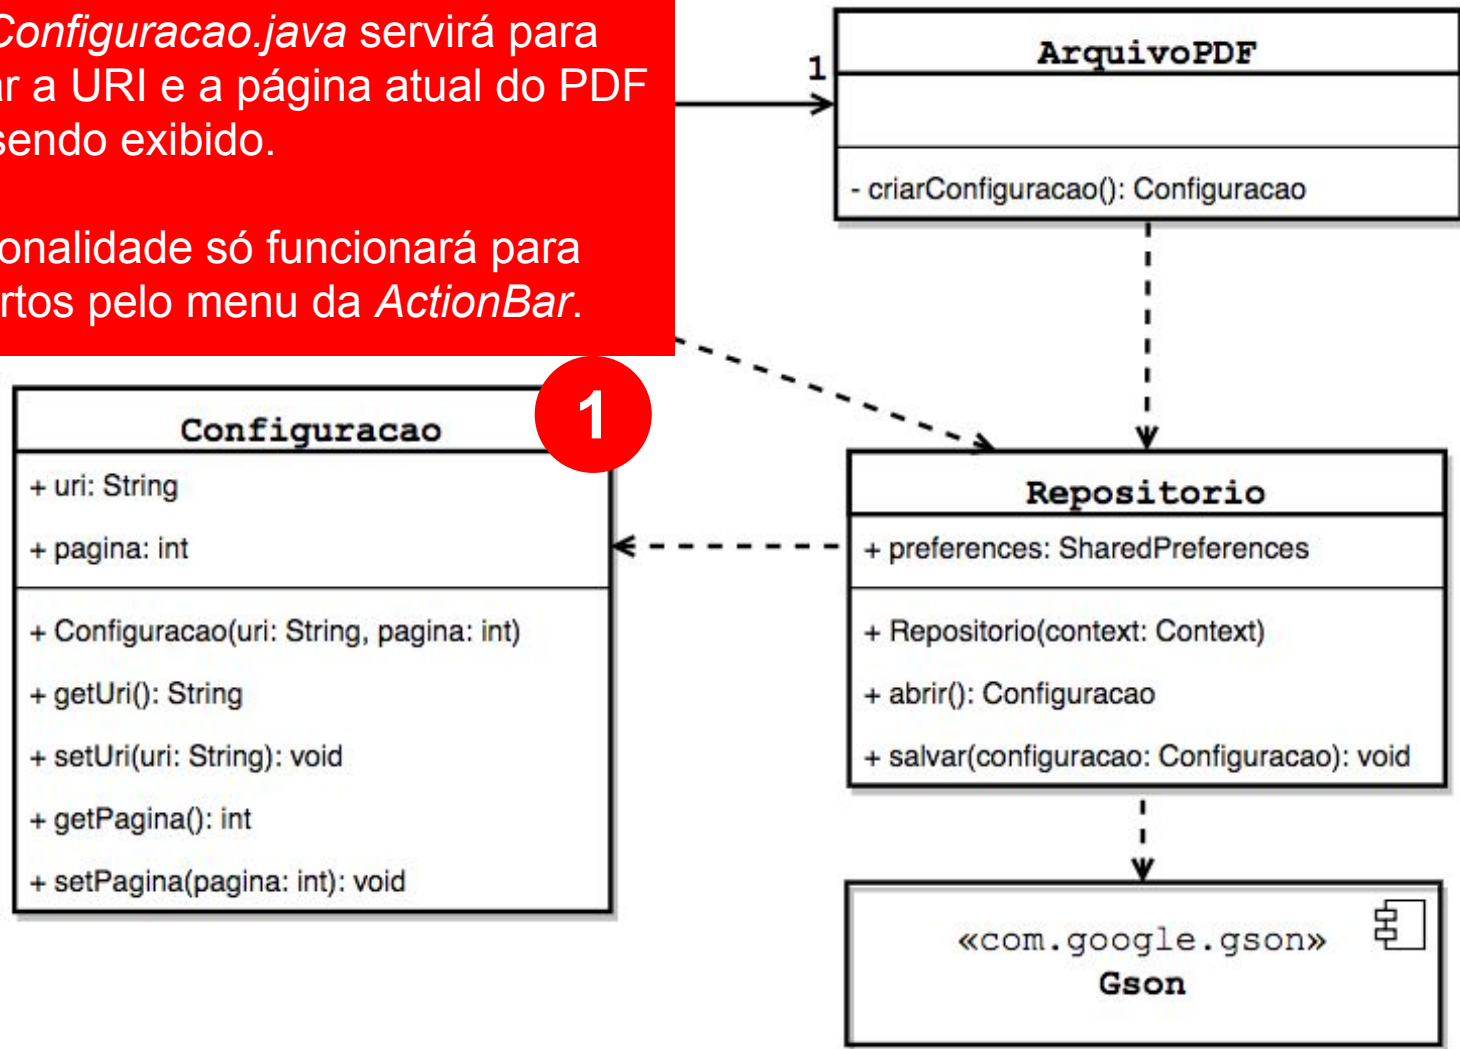 Configuracao.java servirá para
ar a URI e a página atual do PDF
sendo exibido.
onalidade só funcionará para
rtos pelo menu da ActionBar.
1
ArquivoPDF
- criarConfiguracao(): Configuracao
1
Configuracao
+ uri: String
+ pagina: int
+ Configuracao(uri: String, pagina: int)
+ getUri(): String
+ setUri(uri: String): void
+ getPagina(): int
+ setPagina(pagina: int): void
Repositorio
+ preferences: SharedPreferences
+ Repositorio(context: Context)
+ abrir(): Configuracao
+ salvar(configuracao: Configuracao): void
«com.google.gson»
Gson